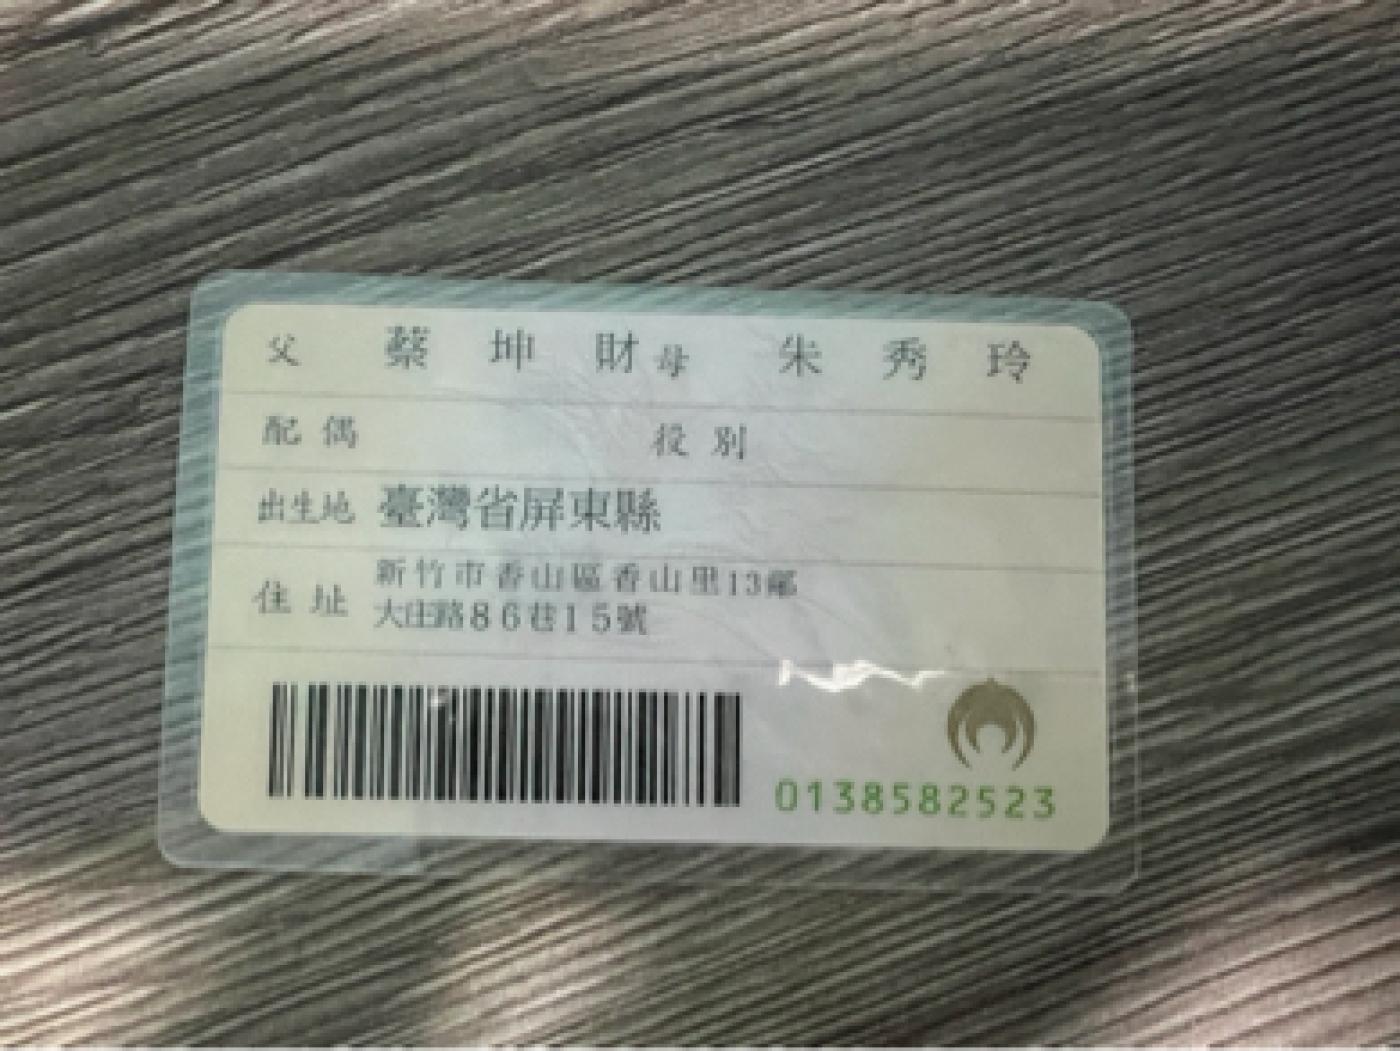 父 蔡坤財 母 朱秀玲
配偶 役別
出生地 臺灣省屏東縣
住址 新竹市香山區香山里13鄰
大庄路86巷15號
0138582523